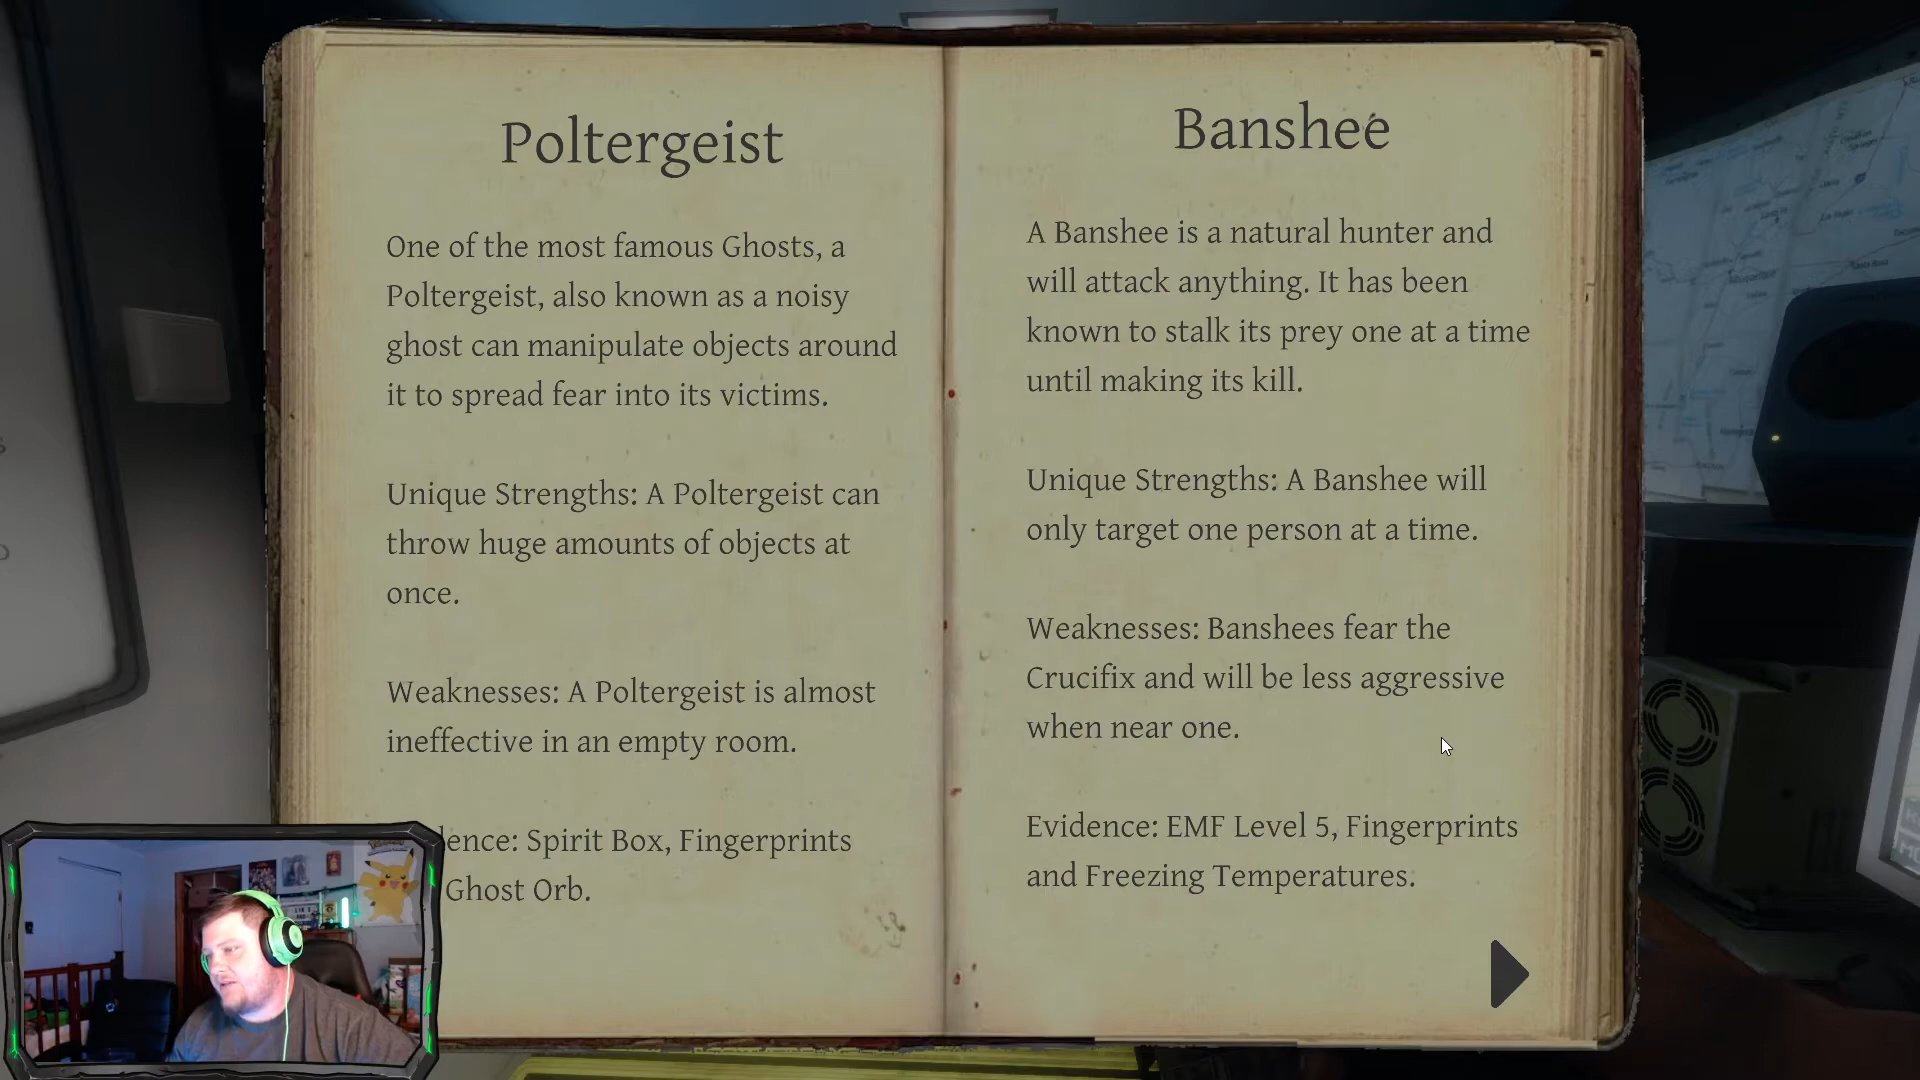 Poltergeist
One of the most famous Ghosts, a
Poltergeist, also known as a noisy
ghost can manipulate objects around
it to spread fear into its victims.
Unique Strengths: A Poltergeist can
throw huge amounts of objects at
once.
Weaknesses: A Poltergeist is almost
ineffective in an empty room.
lence: Spirit Box, Fingerprints
Ghost Orb.
Banshee
A Banshee is a natural hunter and
will attack anything. It has been
known to stalk its prey one at a time
until making its kill.
Unique Strengths: A Banshee will
only target one person at a time.
Weaknesses: Banshees fear the
Crucifix and will be less aggressive
when near one.
Evidence: EMF Level 5, Fingerprints
and Freezing Temperatures.